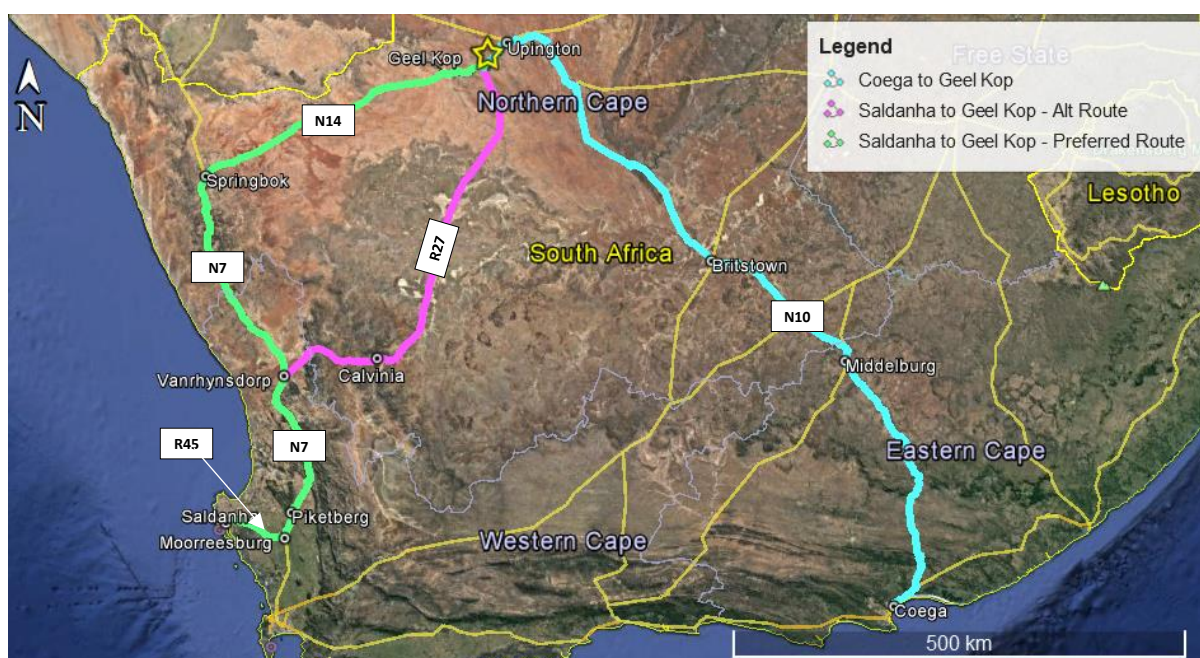 Legend
Coega to Geel Kop
Saldanha to Geel Kop - Alt Route
Saldanha to Geel Kop - Preferred Route
Free State
Geel Kop
Upington
Northern Cape
N14
N
Springbok
Lesotho
R27
South Africa
N7
Britstown
N10
Vanrhynsdorp
Calvinia
Middelburg
R45
N7
Eastern Cape
Saldanha
Piketberg
Moorreesburg
Western Cape
Coega
500 km